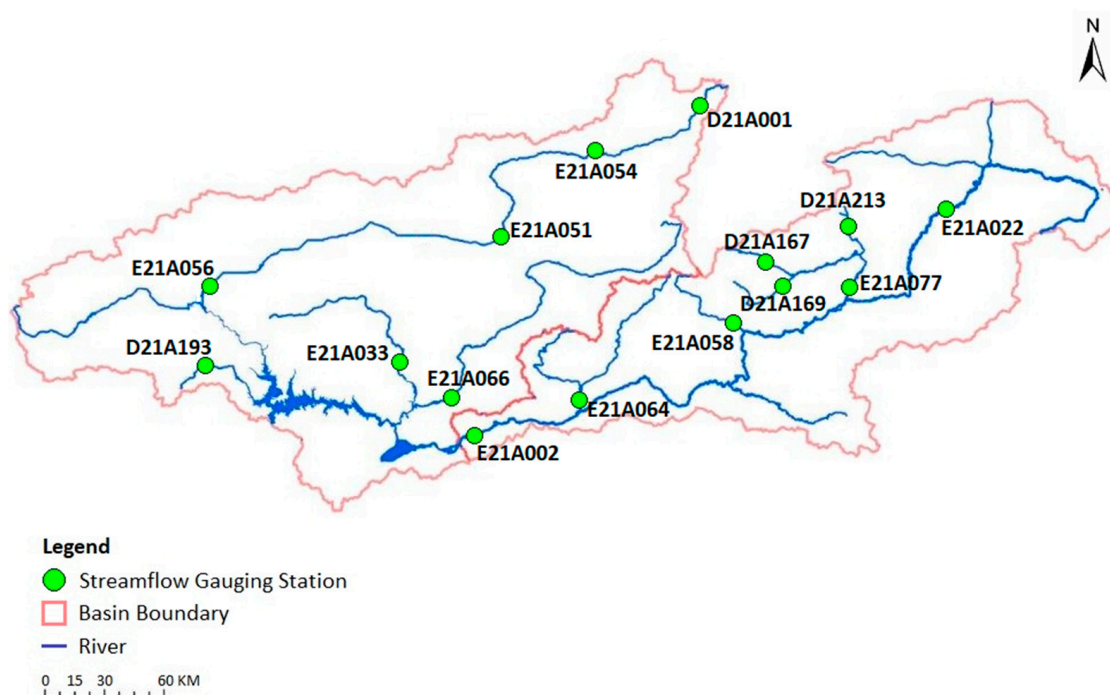 N
D21A001
E21A054
D21A213
E21A022
E21A051
D21A167
E21A056
E21A077
D21A169
E21A058
D21A193
E21A033
E21A066
E21A064
E21A002
Legend
Streamflow Gauging Station
Basin Boundary
River
0 15 30 60 KM